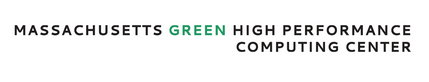 MASSACHUSETTS GREEN HIGH PERFORMANCE
COMPUTING CENTER